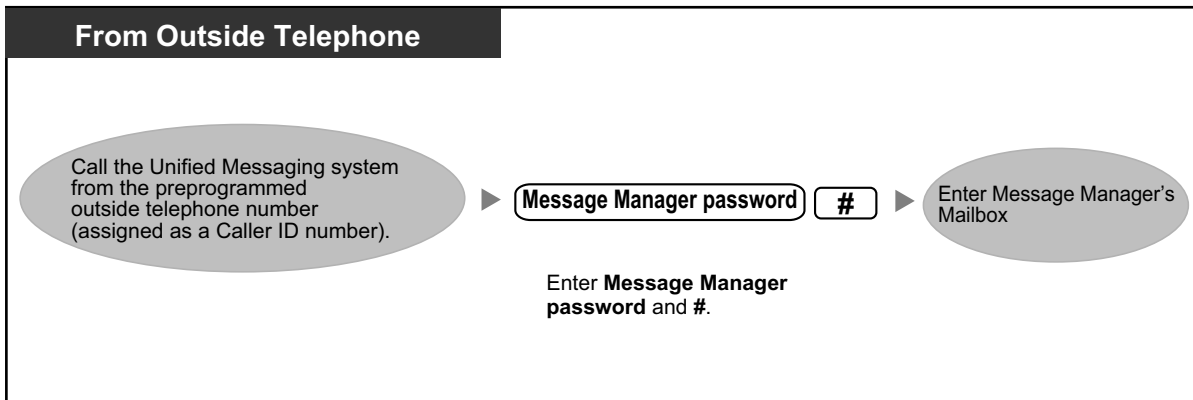 From Outside Telephone
Call the Unified Messaging system
from the preprogrammed
outside telephone number
(assigned as a Caller ID number).
Message Manager password #
Enter Message Manager
password and #.
Enter Message Manager's
Mailbox